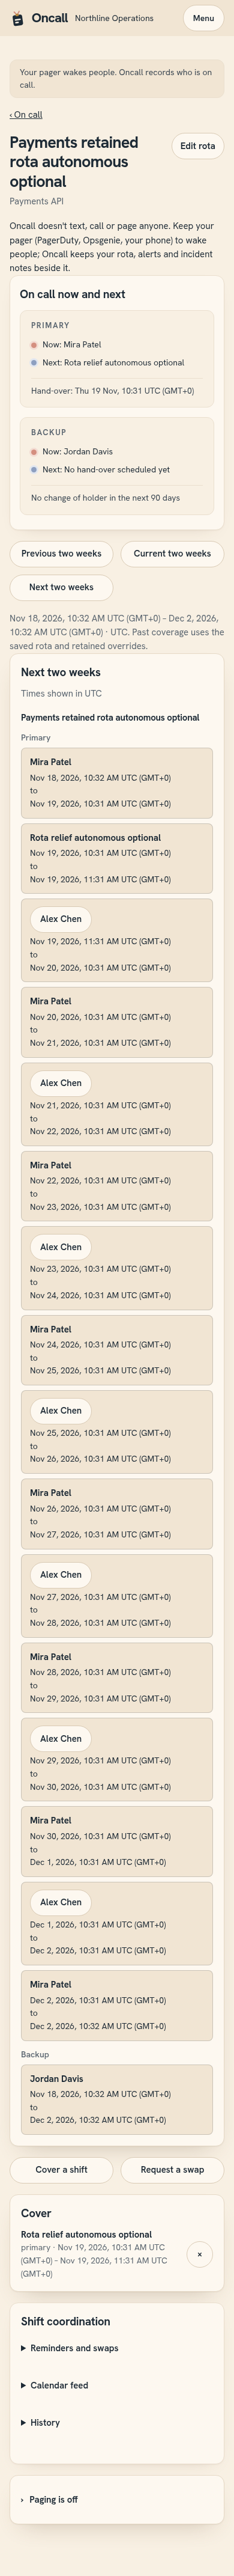 Oncall Northline Operations Menu
Your pager wakes people. Oncall records who is on
call.
‹ On call
Payments retained
rota autonomous
optional
Edit rota
Payments API
Oncall doesn't text, call or page anyone. Keep your
pager (PagerDuty, Opsgenie, your phone) to wake
people; Oncall keeps your rota, alerts and incident
notes beside it.
On call now and next
PRIMARY
Now: Mira Patel
Next: Rota relief autonomous optional
Hand-over: Thu 19 Nov, 10:31 UTC (GMT+0)
BACKUP
Now: Jordan Davis
Next: No hand-over scheduled yet
No change of holder in the next 90 days
Previous two weeks
Current two weeks
Next two weeks
Nov 18, 2026, 10:32 AM UTC (GMT+0) – Dec 2, 2026,
10:32 AM UTC (GMT+0) · UTC. Past coverage uses the
saved rota and retained overrides.
Next two weeks
Times shown in UTC
Payments retained rota autonomous optional
Primary
Mira Patel
Nov 18, 2026, 10:32 AM UTC (GMT+0)
to
Nov 19, 2026, 10:31 AM UTC (GMT+0)
Rota relief autonomous optional
Nov 19, 2026, 10:31 AM UTC (GMT+0)
to
Nov 19, 2026, 11:31 AM UTC (GMT+0)
Alex Chen
Nov 19, 2026, 11:31 AM UTC (GMT+0)
to
Nov 20, 2026, 10:31 AM UTC (GMT+0)
Mira Patel
Nov 20, 2026, 10:31 AM UTC (GMT+0)
to
Nov 21, 2026, 10:31 AM UTC (GMT+0)
Alex Chen
Nov 21, 2026, 10:31 AM UTC (GMT+0)
to
Nov 22, 2026, 10:31 AM UTC (GMT+0)
Mira Patel
Nov 22, 2026, 10:31 AM UTC (GMT+0)
to
Nov 23, 2026, 10:31 AM UTC (GMT+0)
Alex Chen
Nov 23, 2026, 10:31 AM UTC (GMT+0)
to
Nov 24, 2026, 10:31 AM UTC (GMT+0)
Mira Patel
Nov 24, 2026, 10:31 AM UTC (GMT+0)
to
Nov 25, 2026, 10:31 AM UTC (GMT+0)
Alex Chen
Nov 25, 2026, 10:31 AM UTC (GMT+0)
to
Nov 26, 2026, 10:31 AM UTC (GMT+0)
Mira Patel
Nov 26, 2026, 10:31 AM UTC (GMT+0)
to
Nov 27, 2026, 10:31 AM UTC (GMT+0)
Alex Chen
Nov 27, 2026, 10:31 AM UTC (GMT+0)
to
Nov 28, 2026, 10:31 AM UTC (GMT+0)
Mira Patel
Nov 28, 2026, 10:31 AM UTC (GMT+0)
to
Nov 29, 2026, 10:31 AM UTC (GMT+0)
Alex Chen
Nov 29, 2026, 10:31 AM UTC (GMT+0)
to
Nov 30, 2026, 10:31 AM UTC (GMT+0)
Mira Patel
Nov 30, 2026, 10:31 AM UTC (GMT+0)
to
Dec 1, 2026, 10:31 AM UTC (GMT+0)
Alex Chen
Dec 1, 2026, 10:31 AM UTC (GMT+0)
to
Dec 2, 2026, 10:31 AM UTC (GMT+0)
Mira Patel
Dec 2, 2026, 10:31 AM UTC (GMT+0)
to
Dec 2, 2026, 10:32 AM UTC (GMT+0)
Backup
Jordan Davis
Nov 18, 2026, 10:32 AM UTC (GMT+0)
to
Dec 2, 2026, 10:32 AM UTC (GMT+0)
Cover a shift
Request a swap
Cover
Rota relief autonomous optional
primary · Nov 19, 2026, 10:31 AM UTC
(GMT+0) – Nov 19, 2026, 11:31 AM UTC
(GMT+0)
×
Shift coordination
Reminders and swaps
Calendar feed
History
› Paging is off